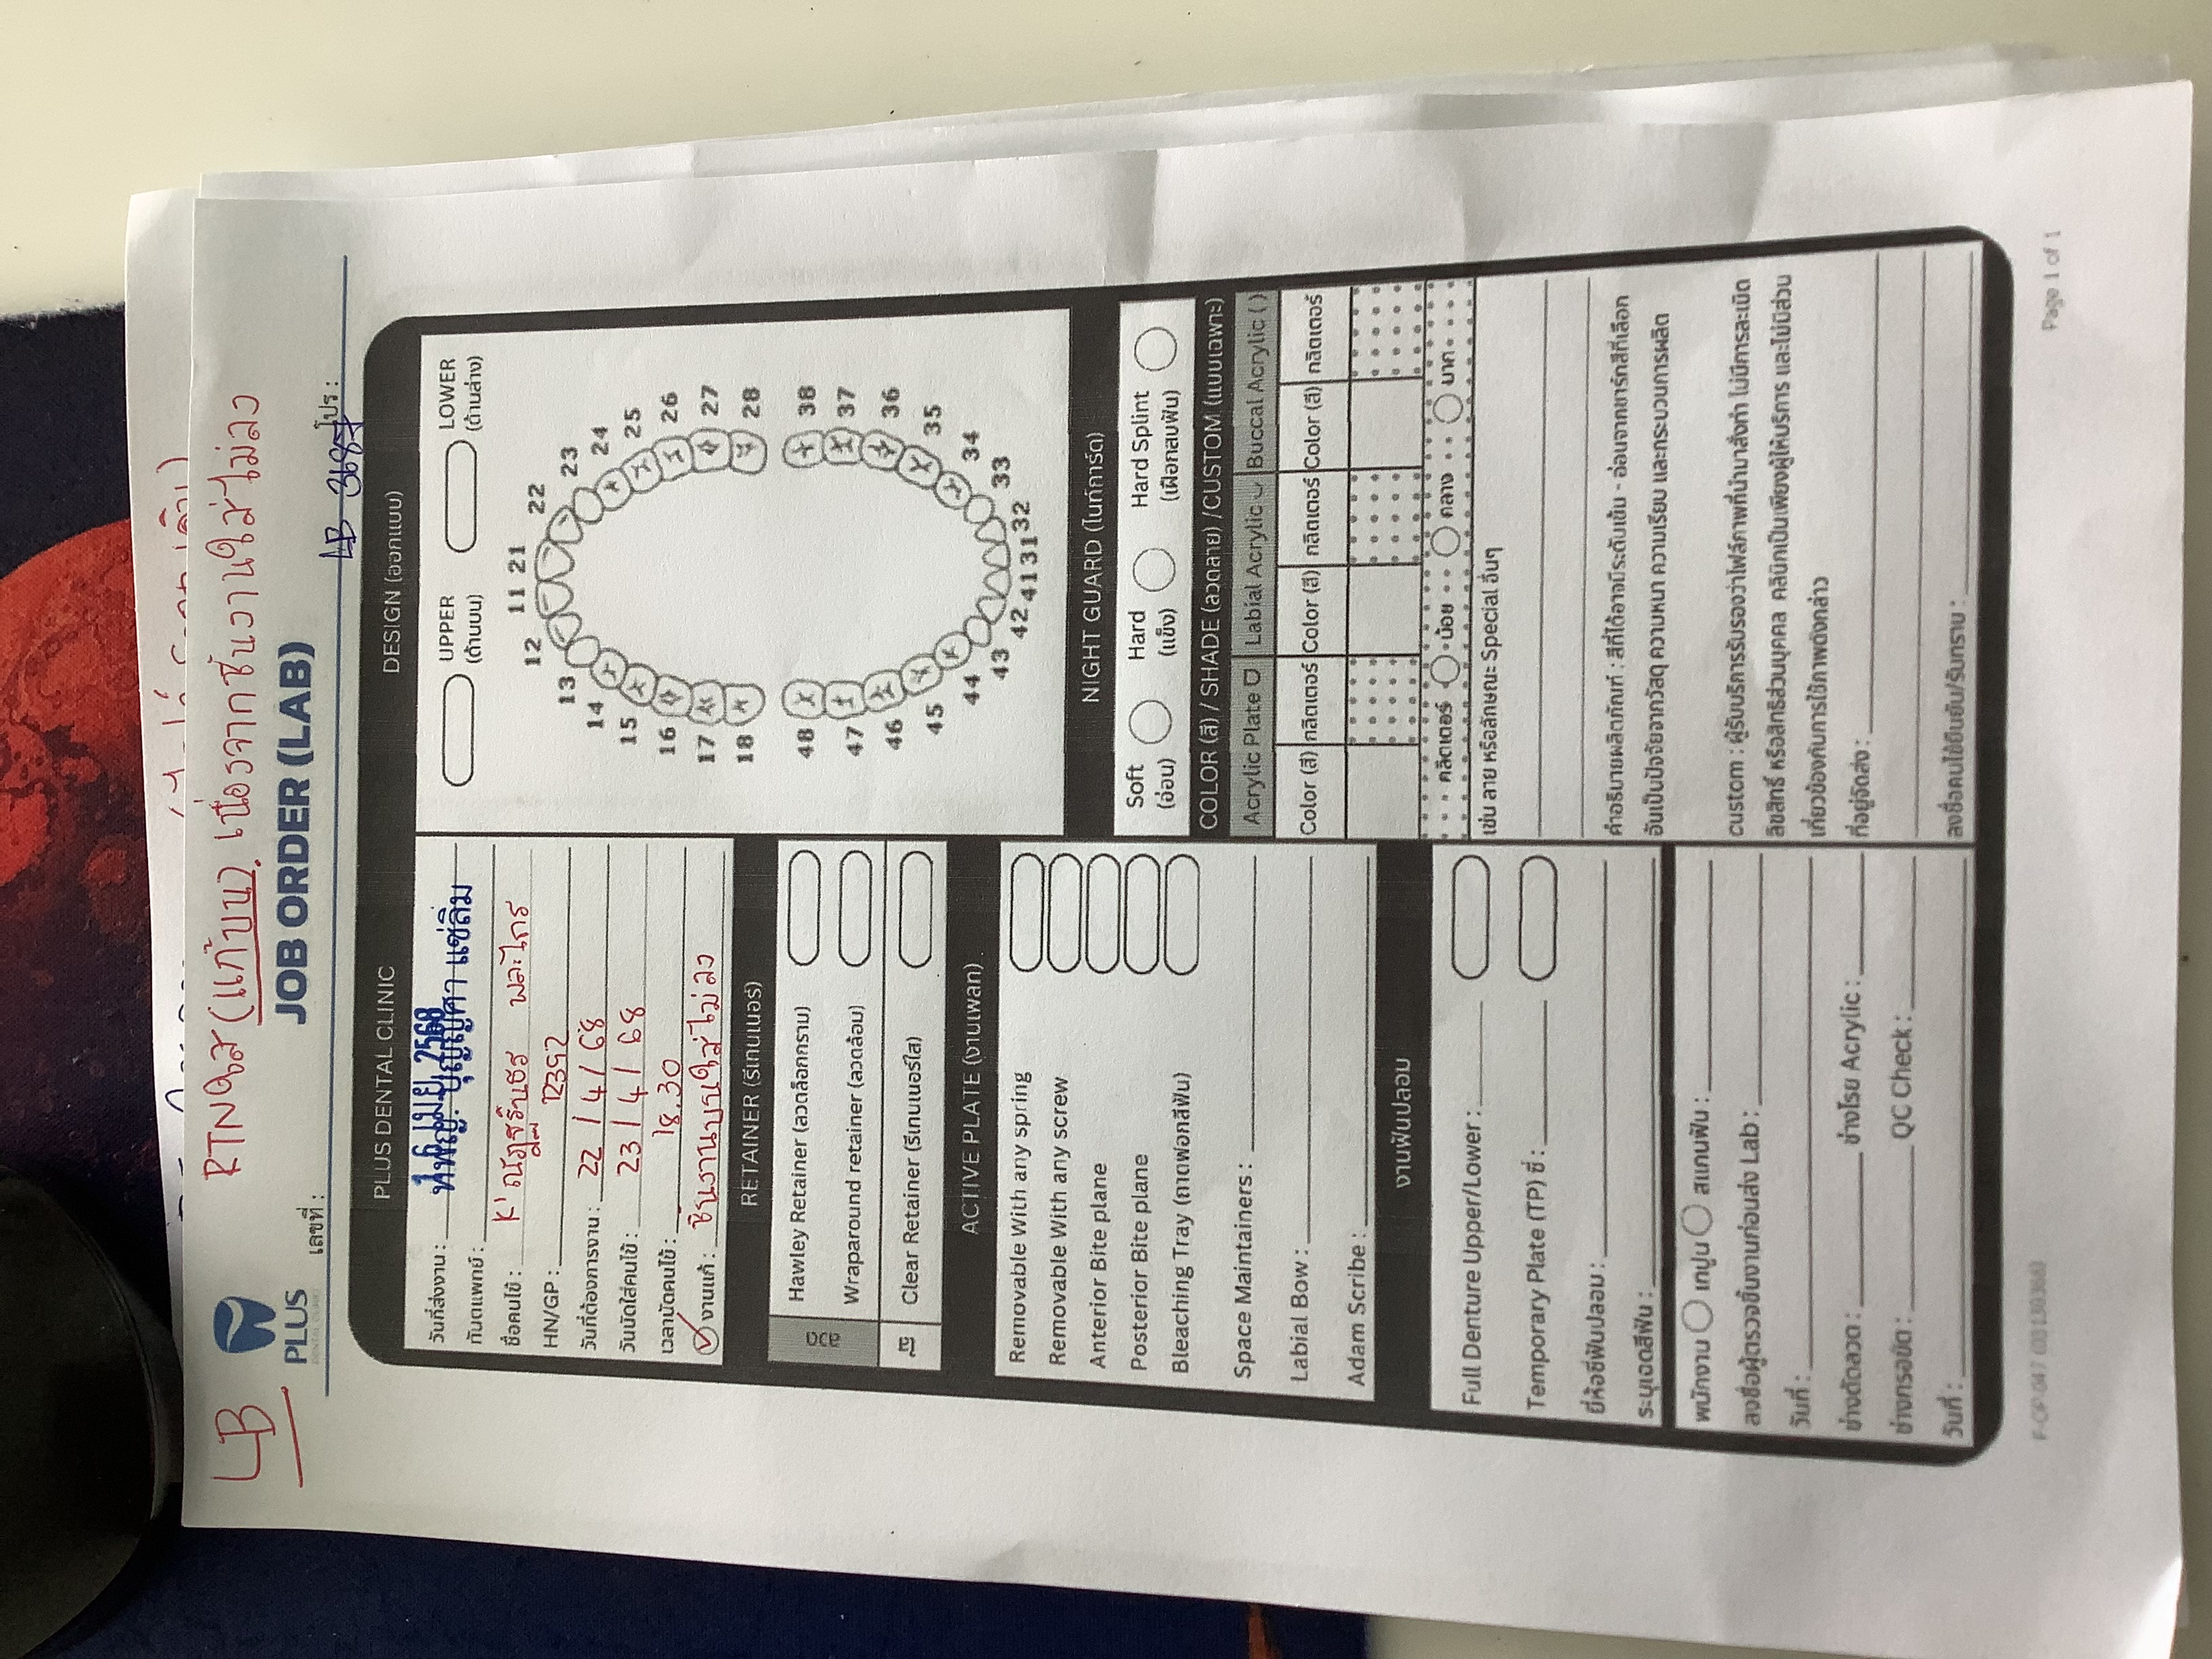 LB
RTNใส (แก้บน) เนื่องจากชิ้นงานใส่ไม่ลง
PLUS
DENTAL CLINIC
JOB ORDER (LAB)
เลขที่ :
LB 3687
โปร :
PLUS DENTAL CLINIC
วันที่ส่งงาน : 16 เมย. 2568
ทันตแพทย์ : ทพญ. ปุญญิศา แซ่ลิ้ม
ชื่อคนไข้ : K' ณัฏฐรินธร พละไกร
HN/GP : 12392
วันที่ต้องการงาน : 22 / 4 / 68
วันนัดใส่คนไข้ : 23 / 4 / 68
เวลานัดคนไข้ : 18.30
งานแก้ : ชิ้นงานบนใส่ไม่ลง
RETAINER (รีเทนเนอร์)
ลวด
Hawley Retainer (ลวดล็อกกราม)
Wraparound retainer (ลวดล้อม)
ใส
Clear Retainer (รีเทนเนอร์ใส)
ACTIVE PLATE (งานเพลท)
Removable With any spring
Removable With any screw
Anterior Bite plane
Posterior Bite plane
Bleaching Tray (ถาดฟอกสีฟัน)
Space Maintainers :
Labial Bow :
Adam Scribe :
งานฟันปลอม
Full Denture Upper/Lower :
Temporary Plate (TP) ซี่ :
ยี่ห้อซี่ฟันปลอม :
ระบุเฉดสีฟัน :
พนักงาน เทปูน สแกนฟัน :
ลงชื่อผู้ตรวจชิ้นงานก่อนส่ง Lab :
วันที่ :
ช่างดัดลวด : ช่างโรย Acrylic :
ช่างกรอขัด : QC Check :
วันที่ :
DESIGN (ออกแบบ)
UPPER (ด้านบน) LOWER (ด้านล่าง)
11 21
12 22
13 23
14 24
15 25
16 26
17 27
18 28
48 38
47 37
46 36
45 35
44 34
43 33
42 41 31 32
NIGHT GUARD (ไนท์การ์ด)
Soft (อ่อน) Hard (แข็ง) Hard Splint (เฝือกสบฟัน)
COLOR (สี) / SHADE (ลวดลาย) /CUSTOM (แบบเฉพาะ)
Acrylic Plate Labial Acrylic Buccal Acrylic ( )
Color (สี) กลิตเตอร์ Color (สี) กลิตเตอร์ Color (สี) กลิตเตอร์
กลิตเตอร์ น้อย กลาง มาก
เช่น ลาย หรือลักษณะ Special อื่นๆ
คำอธิบายผลิตภัณฑ์ : สีที่ได้อาจมีระดับเข้ม - อ่อนจากชาร์ทสีที่เลือก
อันเป็นปัจจัยจากวัสดุ ความหนา ความเรียบ และกระบวนการผลิต
custom : ผู้รับบริการรับรองว่าไฟล์ภาพที่นำมาสั่งทำ ไม่มีการละเมิด
ลิขสิทธิ์ หรือสิทธิส่วนบุคคล คลินิกเป็นเพียงผู้ให้บริการ และไม่มีส่วน
เกี่ยวข้องกับการใช้ภาพดังกล่าว
ที่อยู่จัดส่ง :
ลงชื่อคนไข้ยืนยัน/รับทราบ :
Page 1 of 1